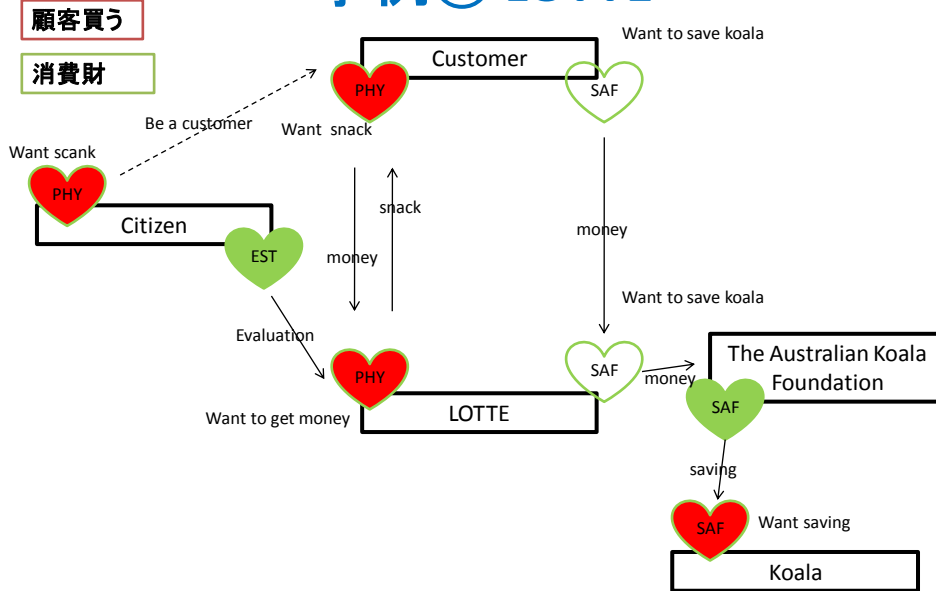 顧客買う
消費財
Want to save koala
Customer
PHY
SAF
Be a customer
Want snack
Want scank
PHY
snack
Citizen
EST
money
money
Want to save koala
Evaluation
PHY
SAF
money
The Australian Koala
Foundation
SAF
Want to get money
LOTTE
saving
SAF
Want saving
Koala